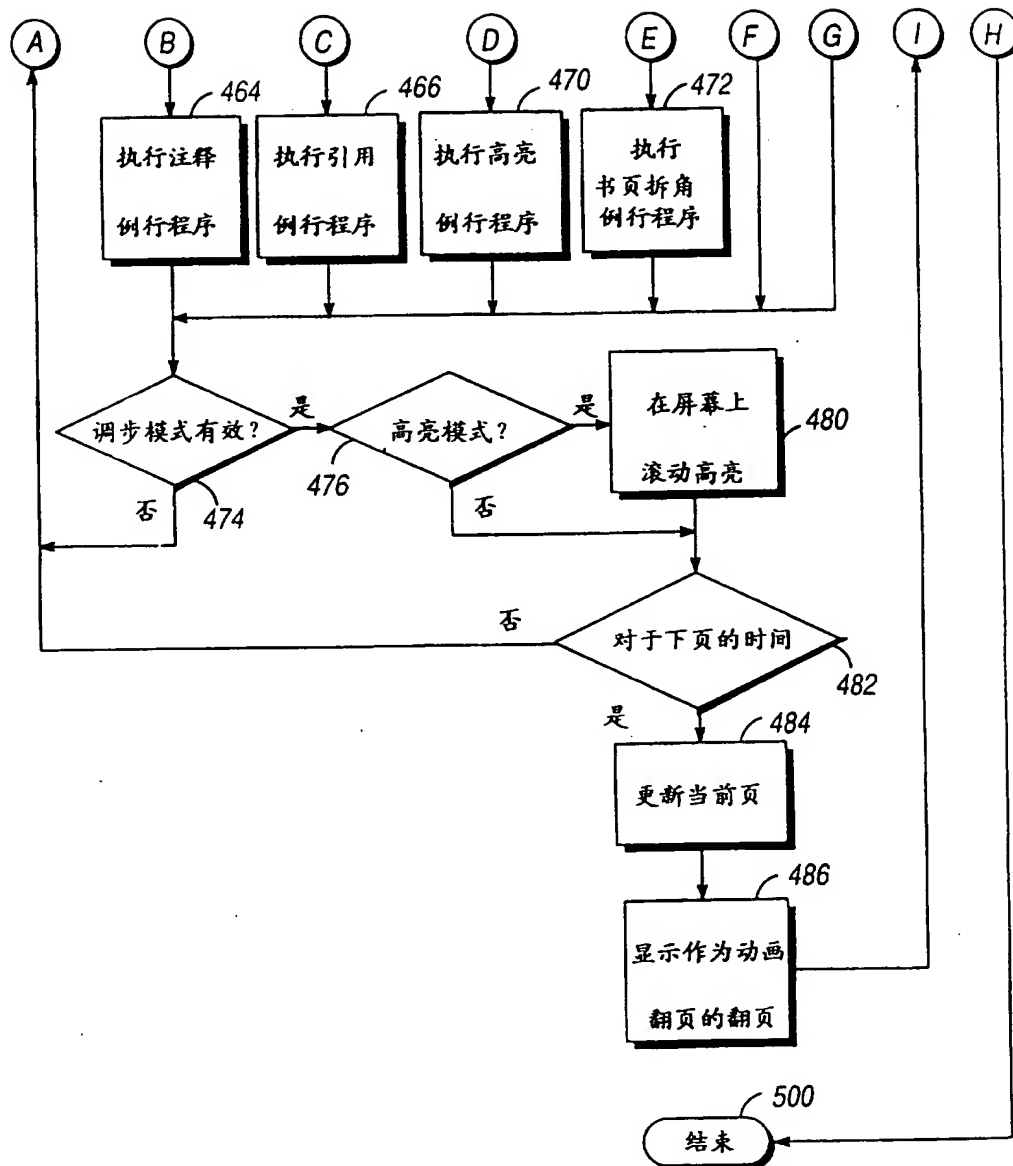 A
B
C
D
E
F
G
I
H
464
466
470
472
执行注释
例行程序
执行引用
例行程序
执行高亮
例行程序
执行
书页拆角
例行程序
调步模式有效?
是
474
否
高亮模式?
是
476
否
在屏幕上
滚动高亮
480
对于下页的时间
否
482
是
484
更新当前页
486
显示作为动画
翻页的翻页
500
结束